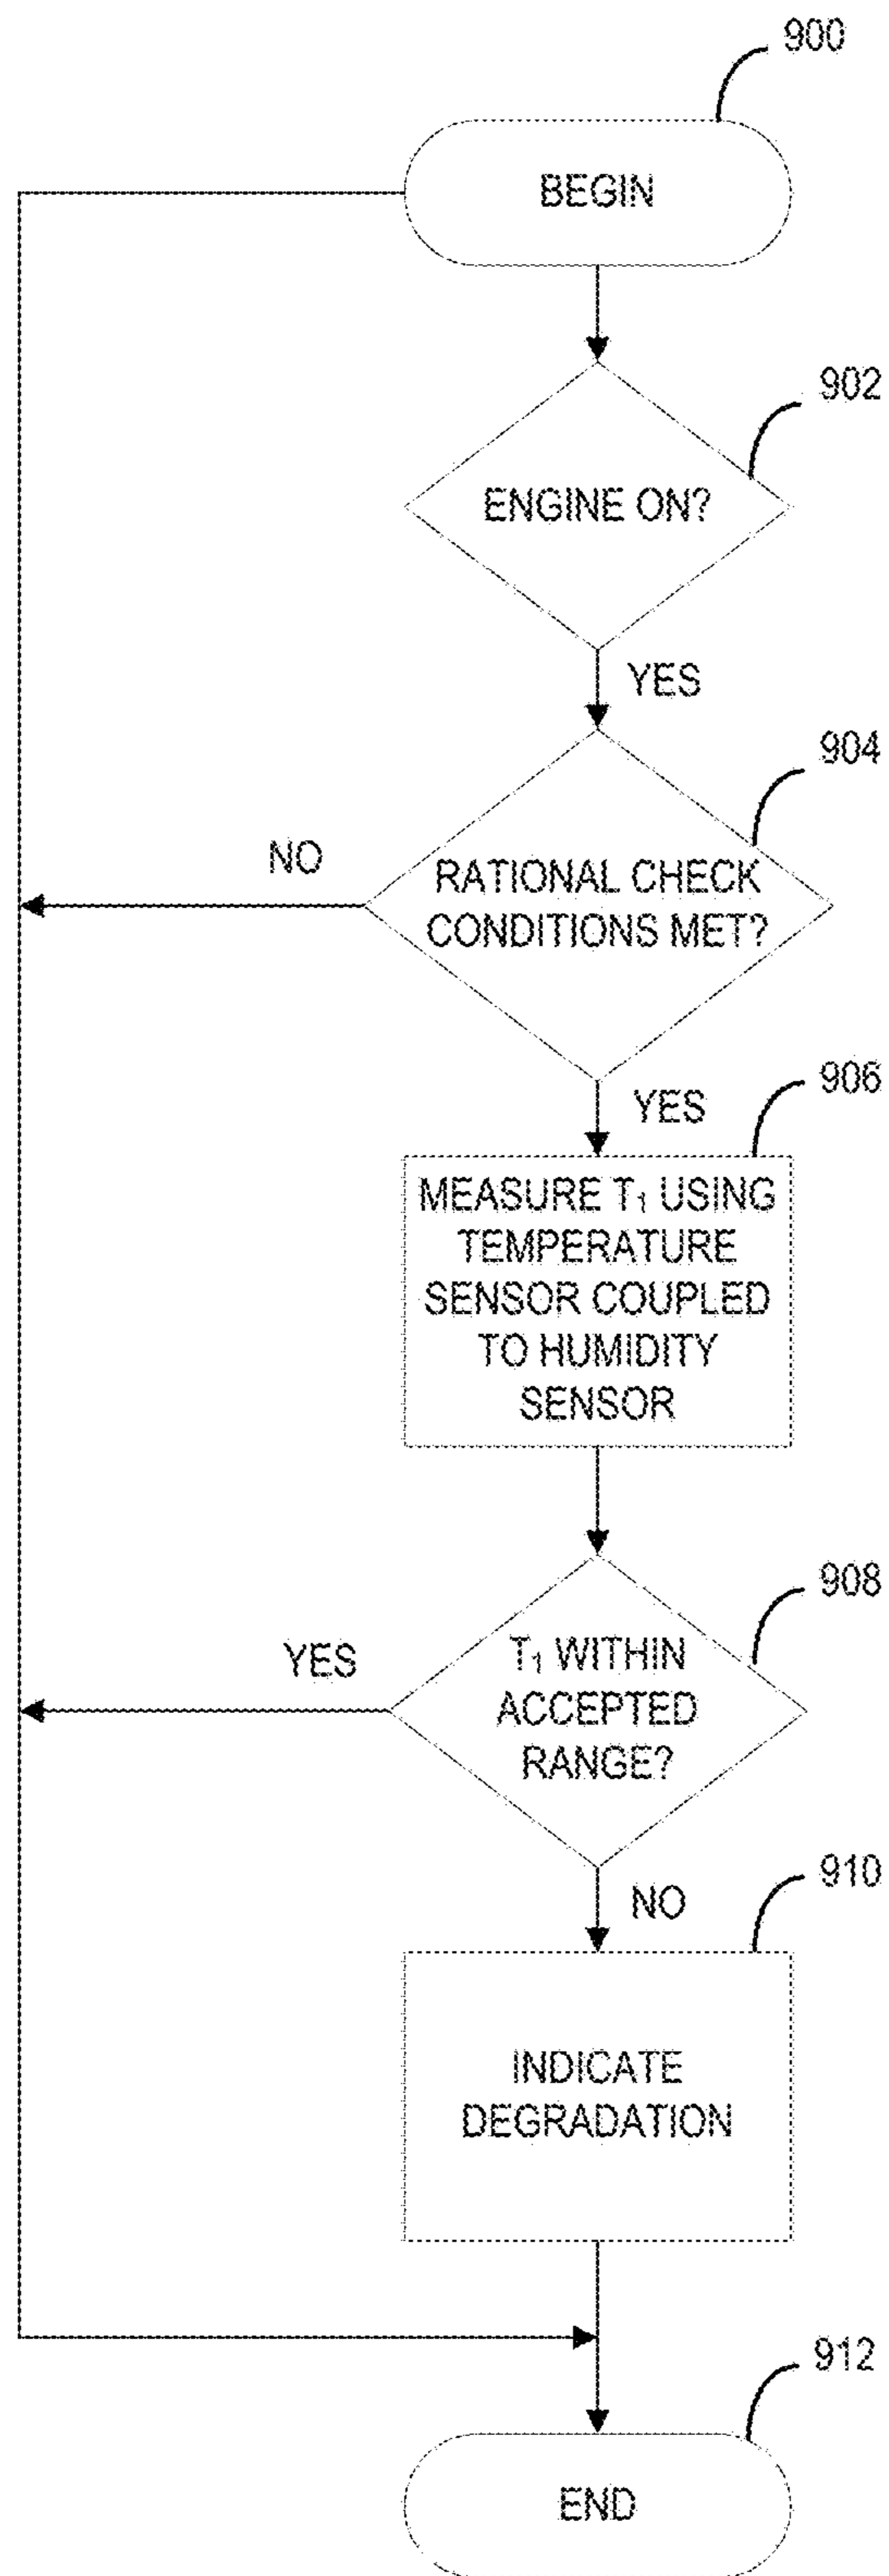 900
BEGIN
902
ENGINE ON?
YES
904
NO
RATIONAL CHECK
CONDITIONS MET?
906
YES
MEASURE T₁ USING
TEMPERATURE
SENSOR COUPLED
TO HUMIDITY
SENSOR
908
YES
T₁ WITHIN
ACCEPTED
RANGE?
910
NO
INDICATE
DEGRADATION
912
END